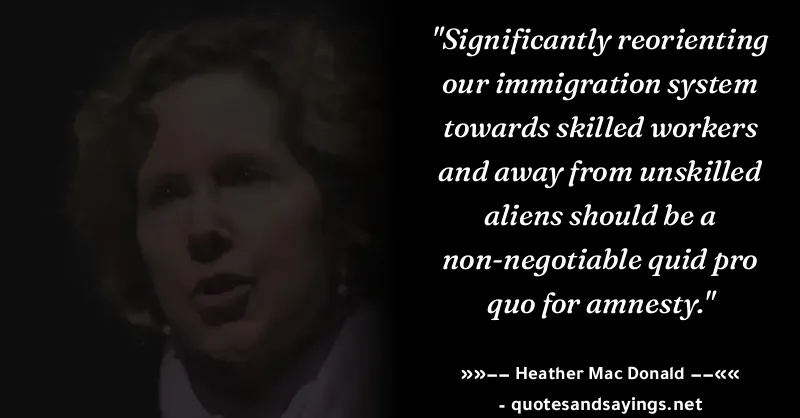 "Significantly reorienting
our immigration system
towards skilled workers
and away from unskilled
aliens should be a
non-negotiable quid pro
quo for amnesty."
»»–– Heather Mac Donald ––««
- quotesandsayings.net